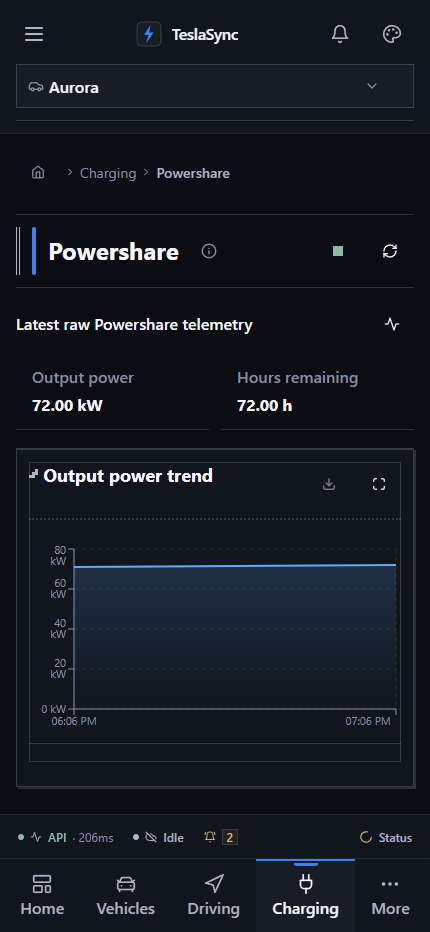 TeslaSync
Aurora
Charging
Powershare
Powershare
Latest raw Powershare telemetry
Output power
72.00 kW
Hours remaining
72.00 h
Output power trend
80
kW
60
kW
40
kW
20
kW
0 kW
06:06 PM
07:06 PM
API · 206ms
Idle
2
Status
Home
Vehicles
Driving
Charging
More